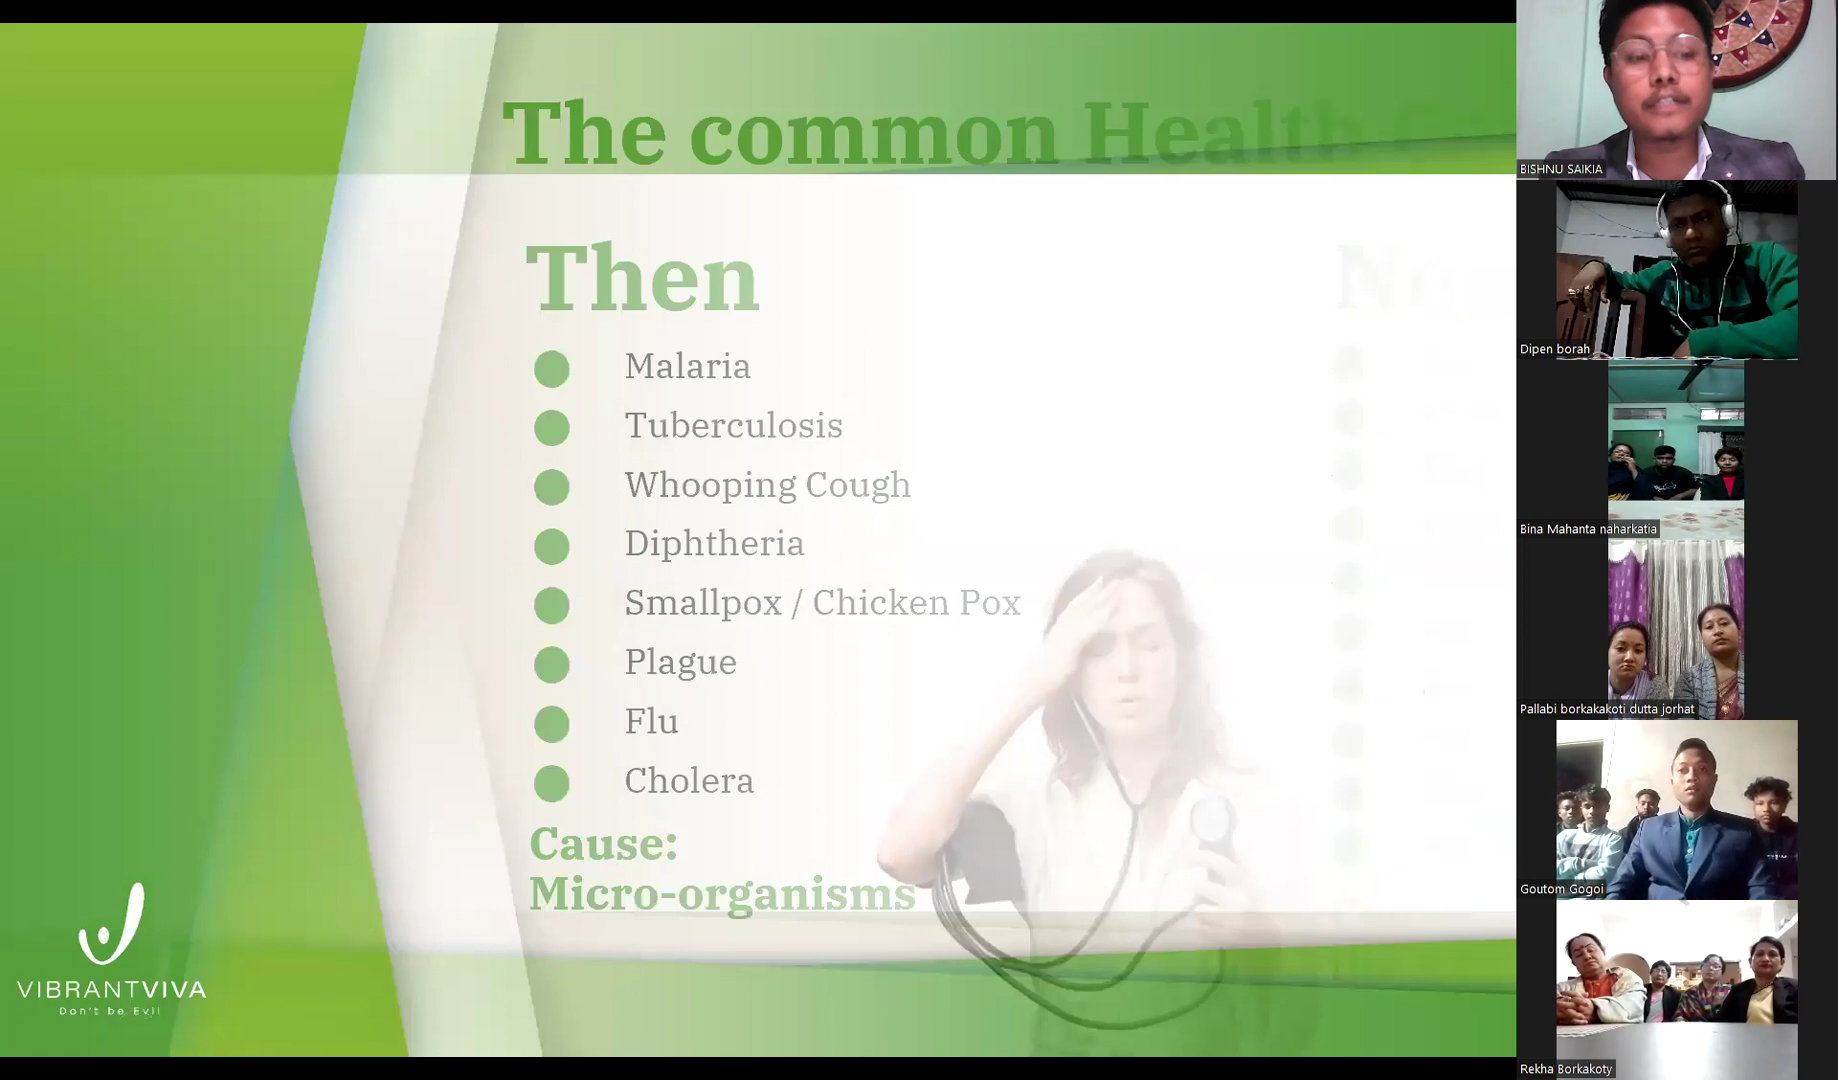 The common Health
Then
Malaria
Tuberculosis
Whooping Cough
Diphtheria
Smallpox / Chicken Pox
Plague
Flu
Cholera
Cause:
Micro-organisms
VIBRANTVIVA
Don't be Evil
BISHNU SAIKIA
Dipen borah
Bina Mahanta naharkatia
Pallabi borkakakoti dutta jorhat
Goutom Gogoi
Rekha Borkakoty